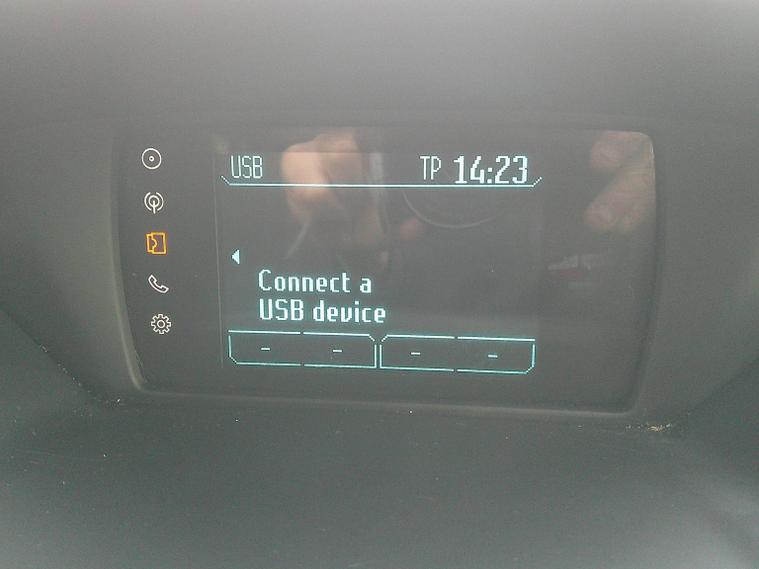 USB TP 14:23
Connect a
USB device
- - - -